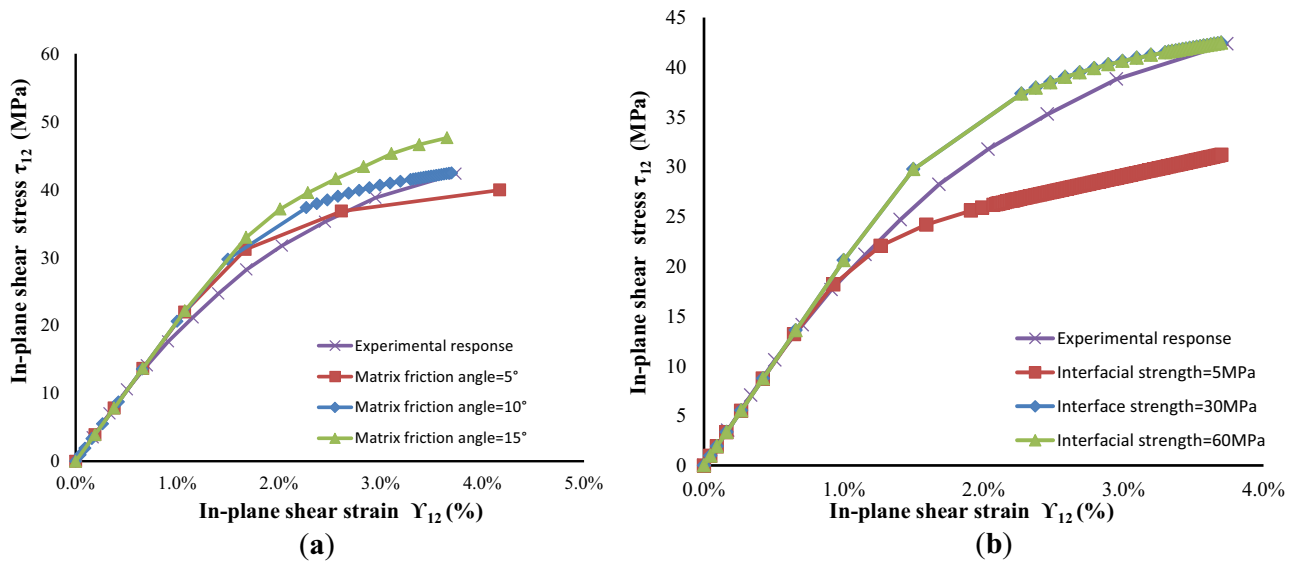 In-plane shear stress τ12 (MPa)
60
50
40
30
20
10
0
0.0% 1.0% 2.0% 3.0% 4.0% 5.0%
In-plane shear strain ϒ12 (%)
Experimental response
Matrix friction angle=5°
Matrix friction angle=10°
Matrix friction angle=15°
(a)
In-plane shear stress τ12 (MPa)
45
40
35
30
25
20
15
10
5
0
0.0% 1.0% 2.0% 3.0% 4.0%
In-plane shear strain ϒ12 (%)
Experimental response
Interfacial strength=5MPa
Interface strength=30MPa
Interfacial strength=60MPa
(b)